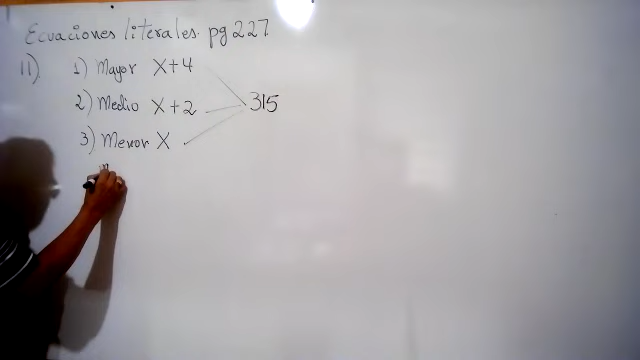 Ecuaciones literales. pg 227
11) 1) Mayor X+4
2) Medio X+2
315
3) Menor X